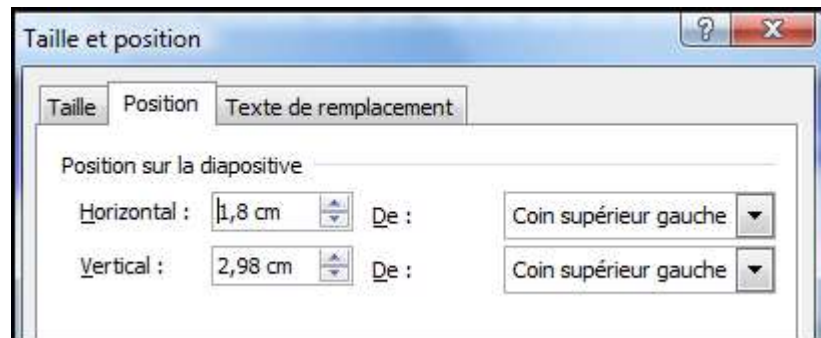 Taille et position
Taille Position Texte de remplacement
Position sur la diapositive
Horizontal : 1,8 cm De : Coin supérieur gauche
Vertical : 2,98 cm De : Coin supérieur gauche